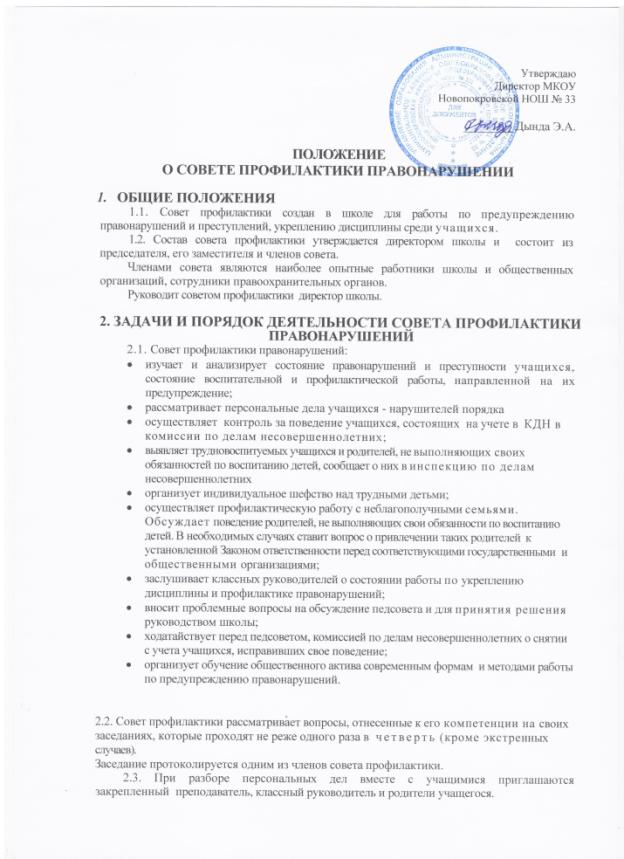 Утверждаю
Директор МКОУ
Новопокровской НОШ № 33
Дында Э.А.
ДЛЯ
ДОКУМЕНТОВ
ПОЛОЖЕНИЕ
О СОВЕТЕ ПРОФИЛАКТИКИ ПРАВОНАРУШЕНИИ
1. ОБЩИЕ ПОЛОЖЕНИЯ
1.1. Совет профилактики создан в школе для работы по предупреждению
правонарушений и преступлений, укреплению дисциплины среди учащихся.
1.2. Состав совета профилактики утверждается директором школы и состоит из
председателя, его заместителя и членов совета.
Членами совета являются наиболее опытные работники школы и общественных
организаций, сотрудники правоохранительных органов.
Руководит советом профилактики директор школы.
2. ЗАДАЧИ И ПОРЯДОК ДЕЯТЕЛЬНОСТИ СОВЕТА ПРОФИЛАКТИКИ
ПРАВОНАРУШЕНИЙ
2.1. Совет профилактики правонарушений:
• изучает и анализирует состояние правонарушений и преступности учащихся,
состояние воспитательной и профилактической работы, направленной на их
предупреждение;
• рассматривает персональные дела учащихся - нарушителей порядка
• осуществляет контроль за поведение учащихся, состоящих на учете в КДН в
комиссии по делам несовершеннолетних;
• выявляет трудновоспитуемых учащихся и родителей, не выполняющих своих
обязанностей по воспитанию детей, сообщает о них в инспекцию по делам
несовершеннолетних
• организует индивидуальное шефство над трудными детьми;
• осуществляет профилактическую работу с неблагополучными семьями.
Обсуждает поведение родителей, не выполняющих свои обязанности по воспитанию
детей. В необходимых случаях ставит вопрос о привлечении таких родителей к
установленной Законом ответственности перед соответствующими государственными и
общественными организациями;
• заслушивает классных руководителей о состоянии работы по укреплению
дисциплины и профилактике правонарушений;
• вносит проблемные вопросы на обсуждение педсовета и для принятия решения
руководством школы;
• ходатайствует перед педсоветом, комиссией по делам несовершеннолетних о снятии
с учета учащихся, исправивших свое поведение;
• организует обучение общественного актива современным формам и методами работы
по предупреждению правонарушений.
2.2. Совет профилактики рассматривает вопросы, отнесенные к его компетенции на своих
заседаниях, которые проходят не реже одного раза в четверть (кроме экстренных
случаев).
Заседание протоколируется одним из членов совета профилактики.
2.3. При разборе персональных дел вместе с учащимися приглашаются
закрепленный преподаватель, классный руководитель и родители учащегося.